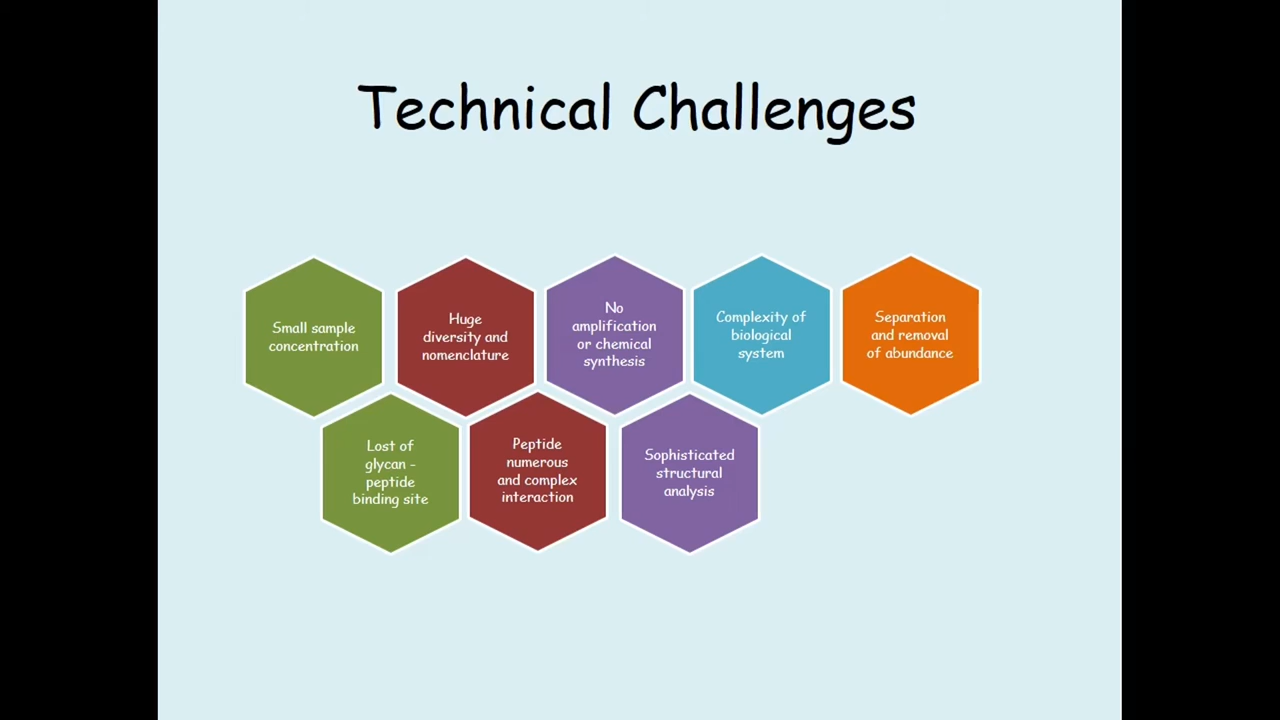 Technical Challenges
Small sample
concentration
Huge
diversity and
nomenclature
No
amplification
or chemical
synthesis
Complexity of
biological
system
Separation
and removal
of abundance
Lost of
glycan -
peptide
binding site
Peptide
numerous
and complex
interaction
Sophisticated
structural
analysis